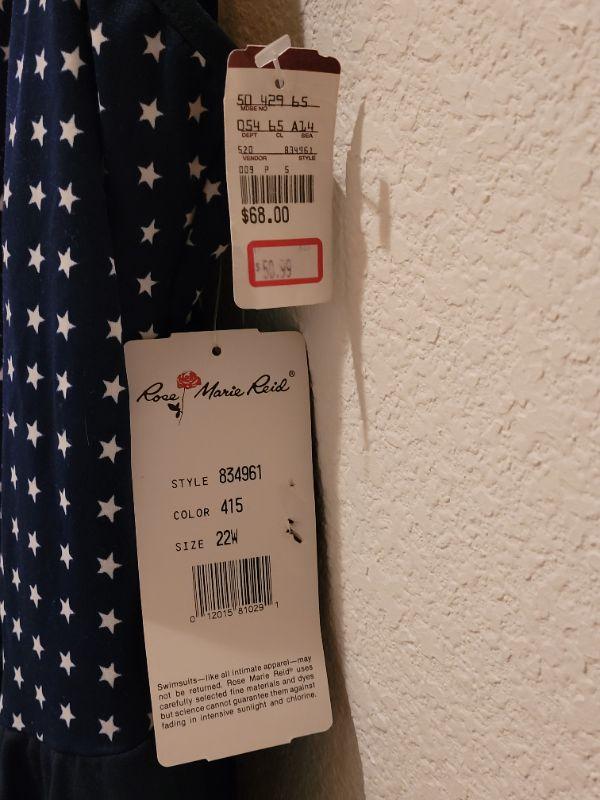 50 429 65
MDSE NO
054 65 A14
DEPT CL SEA
520 834961
VENDOR STYLE
009 P S
$68.00
$50.99
Rose Marie Reid®
STYLE 834961
COLOR 415
SIZE 22W
0 12015 81029 1
Swimsuits—like all intimate apparel—may
not be returned. Rose Marie Reid® uses
carefully selected fine materials and dyes
but science cannot guarantee them against
fading in intensive sunlight and chlorine.